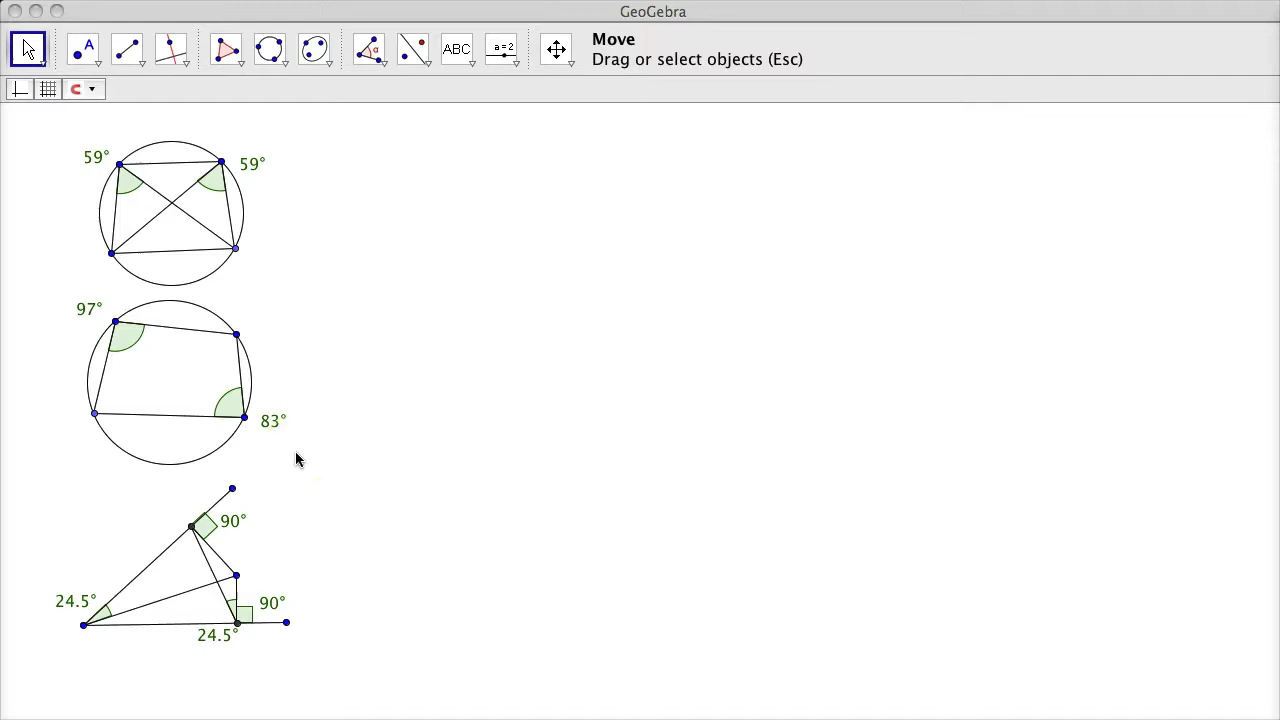 GeoGebra
A
α
ABC
a=2
Move
Drag or select objects (Esc)
59°
59°
97°
83°
90°
24.5°
90°
24.5°